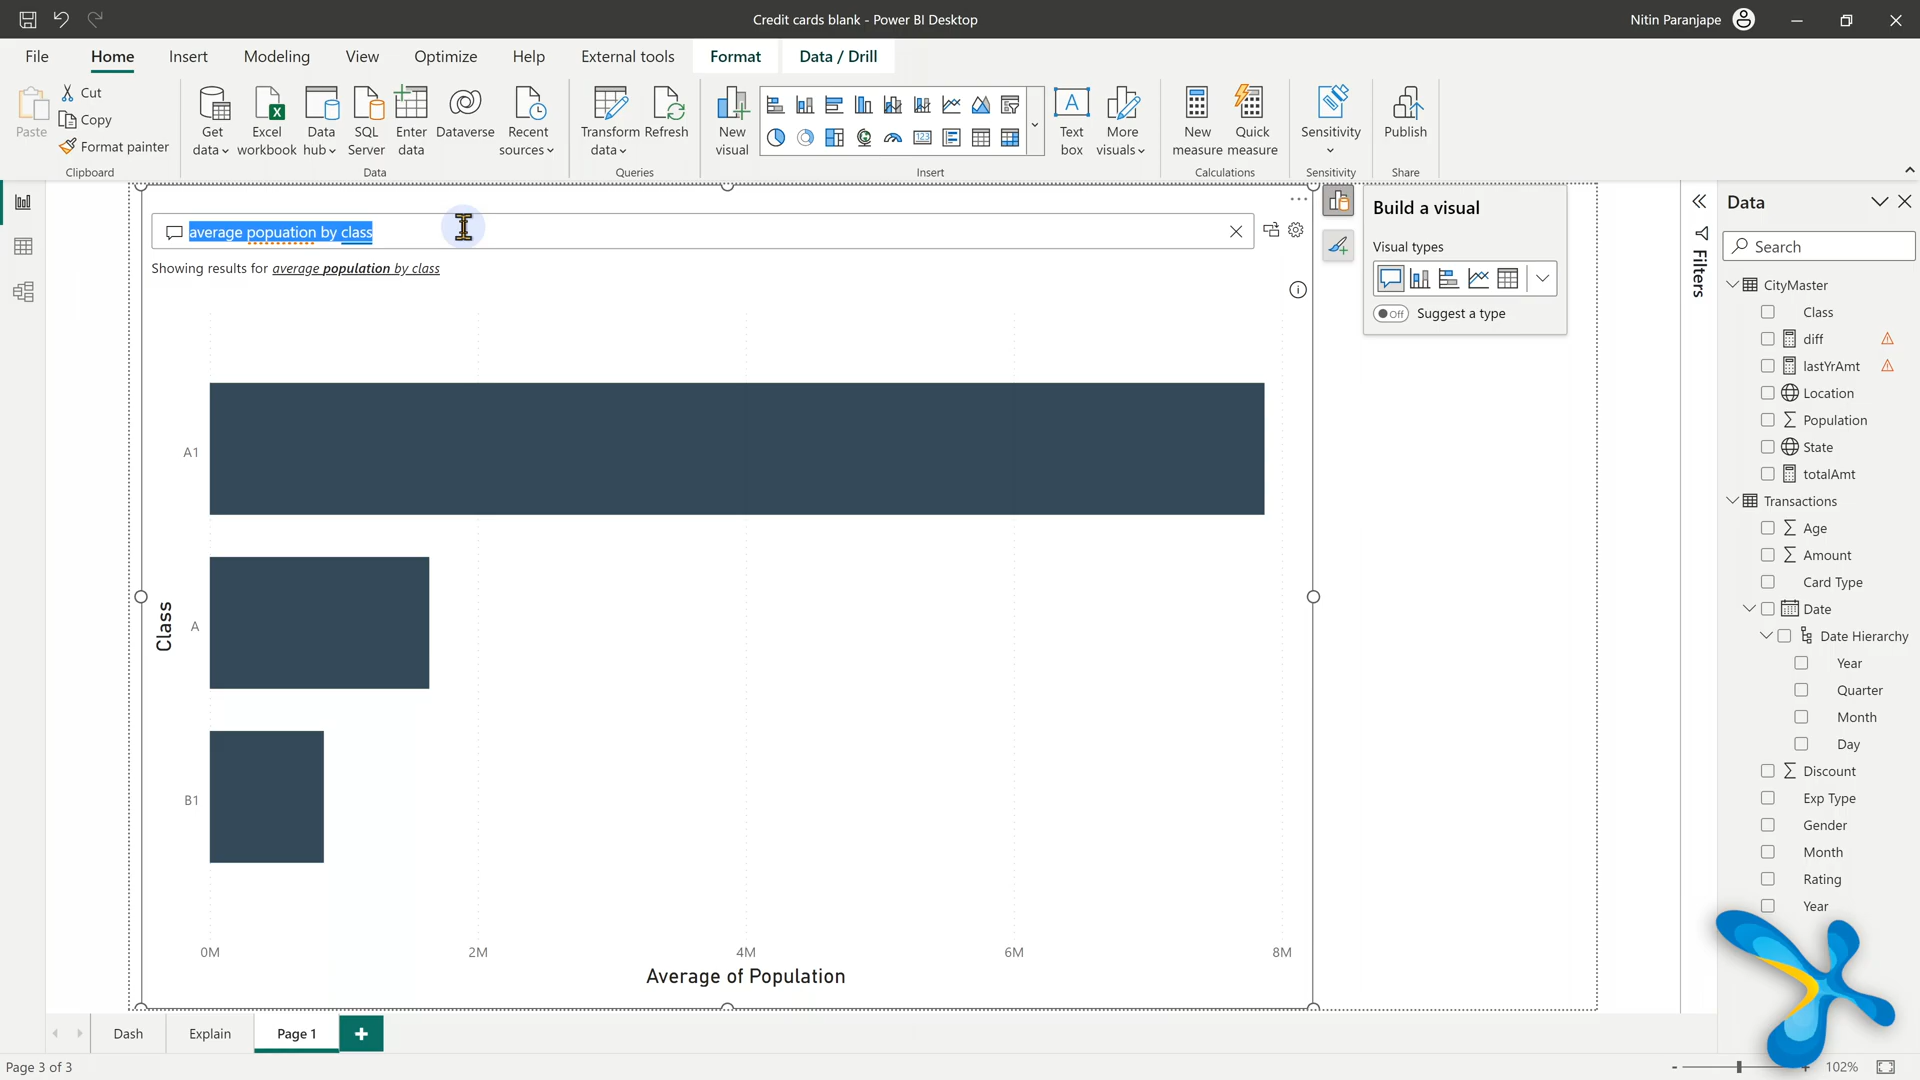 Credit cards blank - Power BI Desktop
Nitin Paranjape
File Home Insert Modeling View Optimize Help External tools Format Data / Drill
Paste
Cut
Copy
Format painter
Clipboard
Get data
Excel workbook
Data hub
SQL Server
Enter data
Dataverse
Recent sources
Data
Transform data
Refresh
Queries
New visual
123
A
Text box
More visuals
Insert
New measure
Quick measure
Calculations
Sensitivity
Sensitivity
Publish
Share
average popuation by class
Showing results for average population by class
A1
A
B1
Class
0M 2M 4M 6M 8M
Average of Population
Build a visual
Visual types
Off
Suggest a type
Filters
Data
Search
CityMaster
Class
diff
lastYrAmt
Location
Population
State
totalAmt
Transactions
Age
Amount
Card Type
Date
Date Hierarchy
Year
Quarter
Month
Day
Discount
Exp Type
Gender
Month
Rating
Year
Dash Explain Page 1
Page 3 of 3
102%